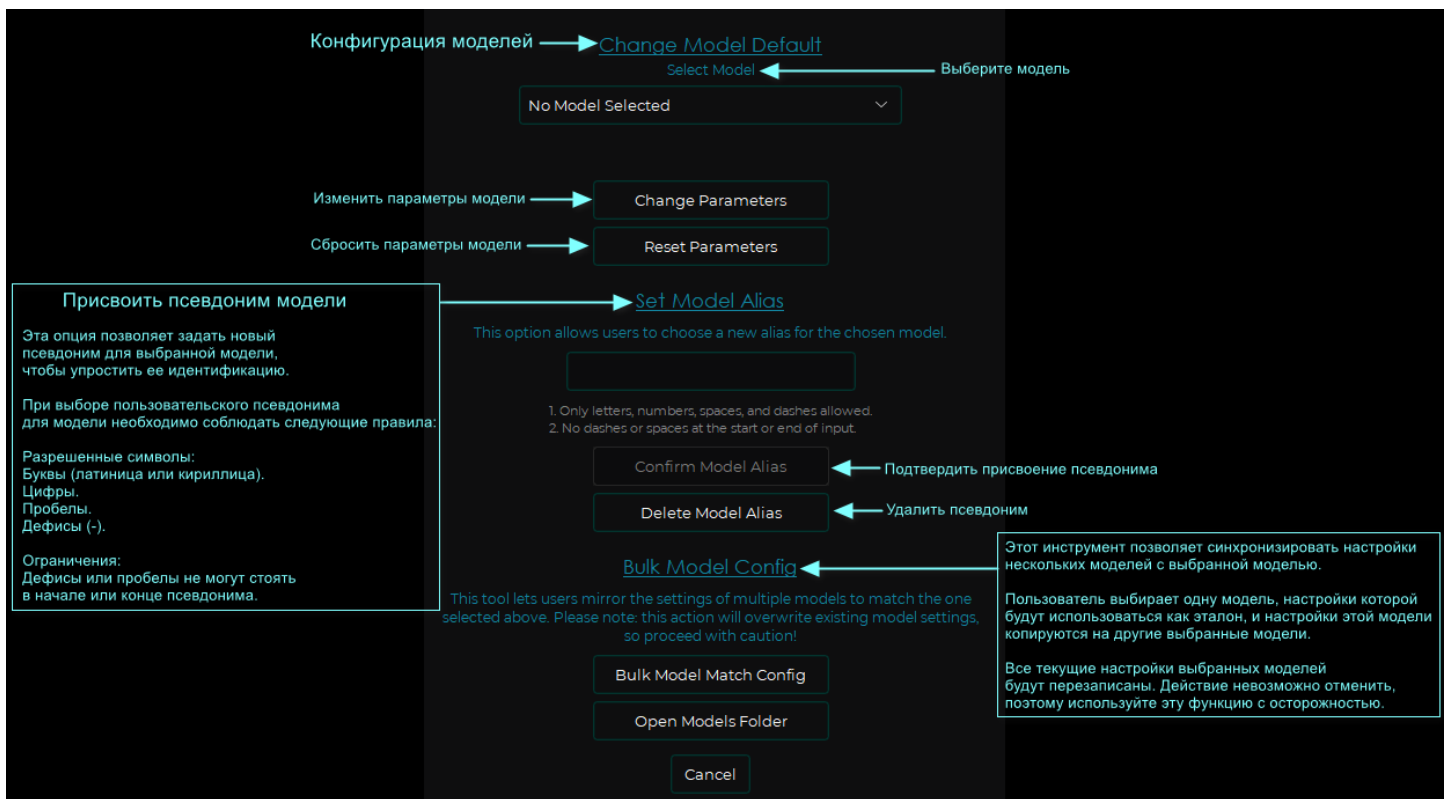 Конфигурация моделей
Change Model Default
Select Model
Выберите модель
No Model Selected
Изменить параметры модели
Change Parameters
Сбросить параметры модели
Reset Parameters
Присвоить псевдоним модели
Эта опция позволяет задать новый
псевдоним для выбранной модели,
чтобы упростить ее идентификацию.
При выборе пользовательского псевдонима
для модели необходимо соблюдать следующие правила:
Разрешенные символы:
Буквы (латиница или кириллица).
Цифры.
Пробелы.
Дефисы (-).
Ограничения:
Дефисы или пробелы не могут стоять
в начале или конце псевдонима.
Set Model Alias
This option allows users to choose a new alias for the chosen model.
1. Only letters, numbers, spaces, and dashes allowed.
2. No dashes or spaces at the start or end of input.
Confirm Model Alias
Подтвердить присвоение псевдонима
Delete Model Alias
Удалить псевдоним
Bulk Model Config
This tool lets users mirror the settings of multiple models to match the one
selected above. Please note: this action will overwrite existing model settings,
so proceed with caution!
Этот инструмент позволяет синхронизировать настройки
нескольких моделей с выбранной моделью.
Пользователь выбирает одну модель, настройки которой
будут использоваться как эталон, и настройки этой модели
копируются на другие выбранные модели.
Все текущие настройки выбранных моделей
будут перезаписаны. Действие невозможно отменить,
поэтому используйте эту функцию с осторожностью.
Bulk Model Match Config
Open Models Folder
Cancel